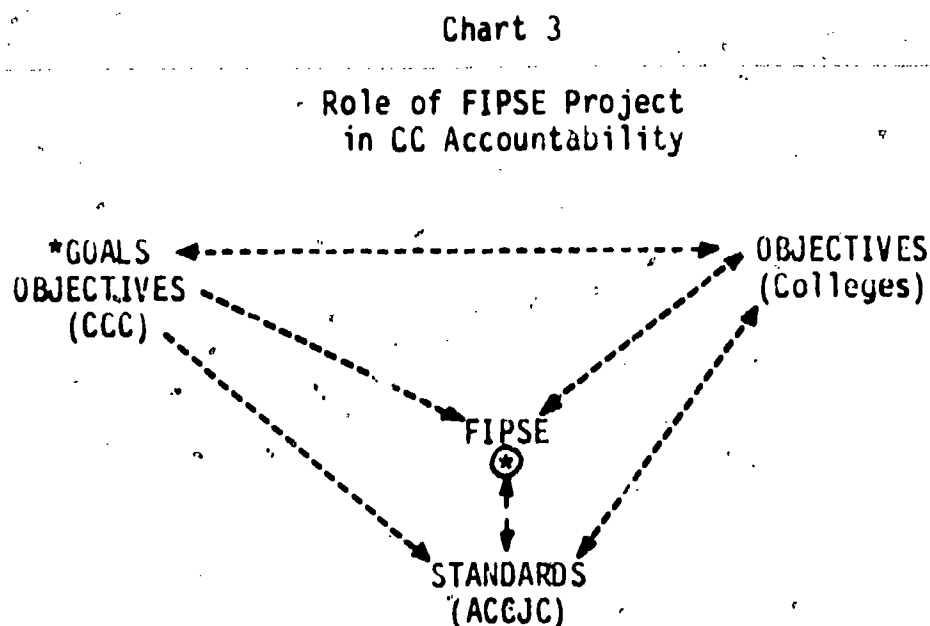 Chart 3
Role of FIPSE Project
in CC Accountability
*GOALS
OBJECTIVES
(CCC)
OBJECTIVES
(Colleges)
FIPSE
*
STANDARDS
(ACCJC)